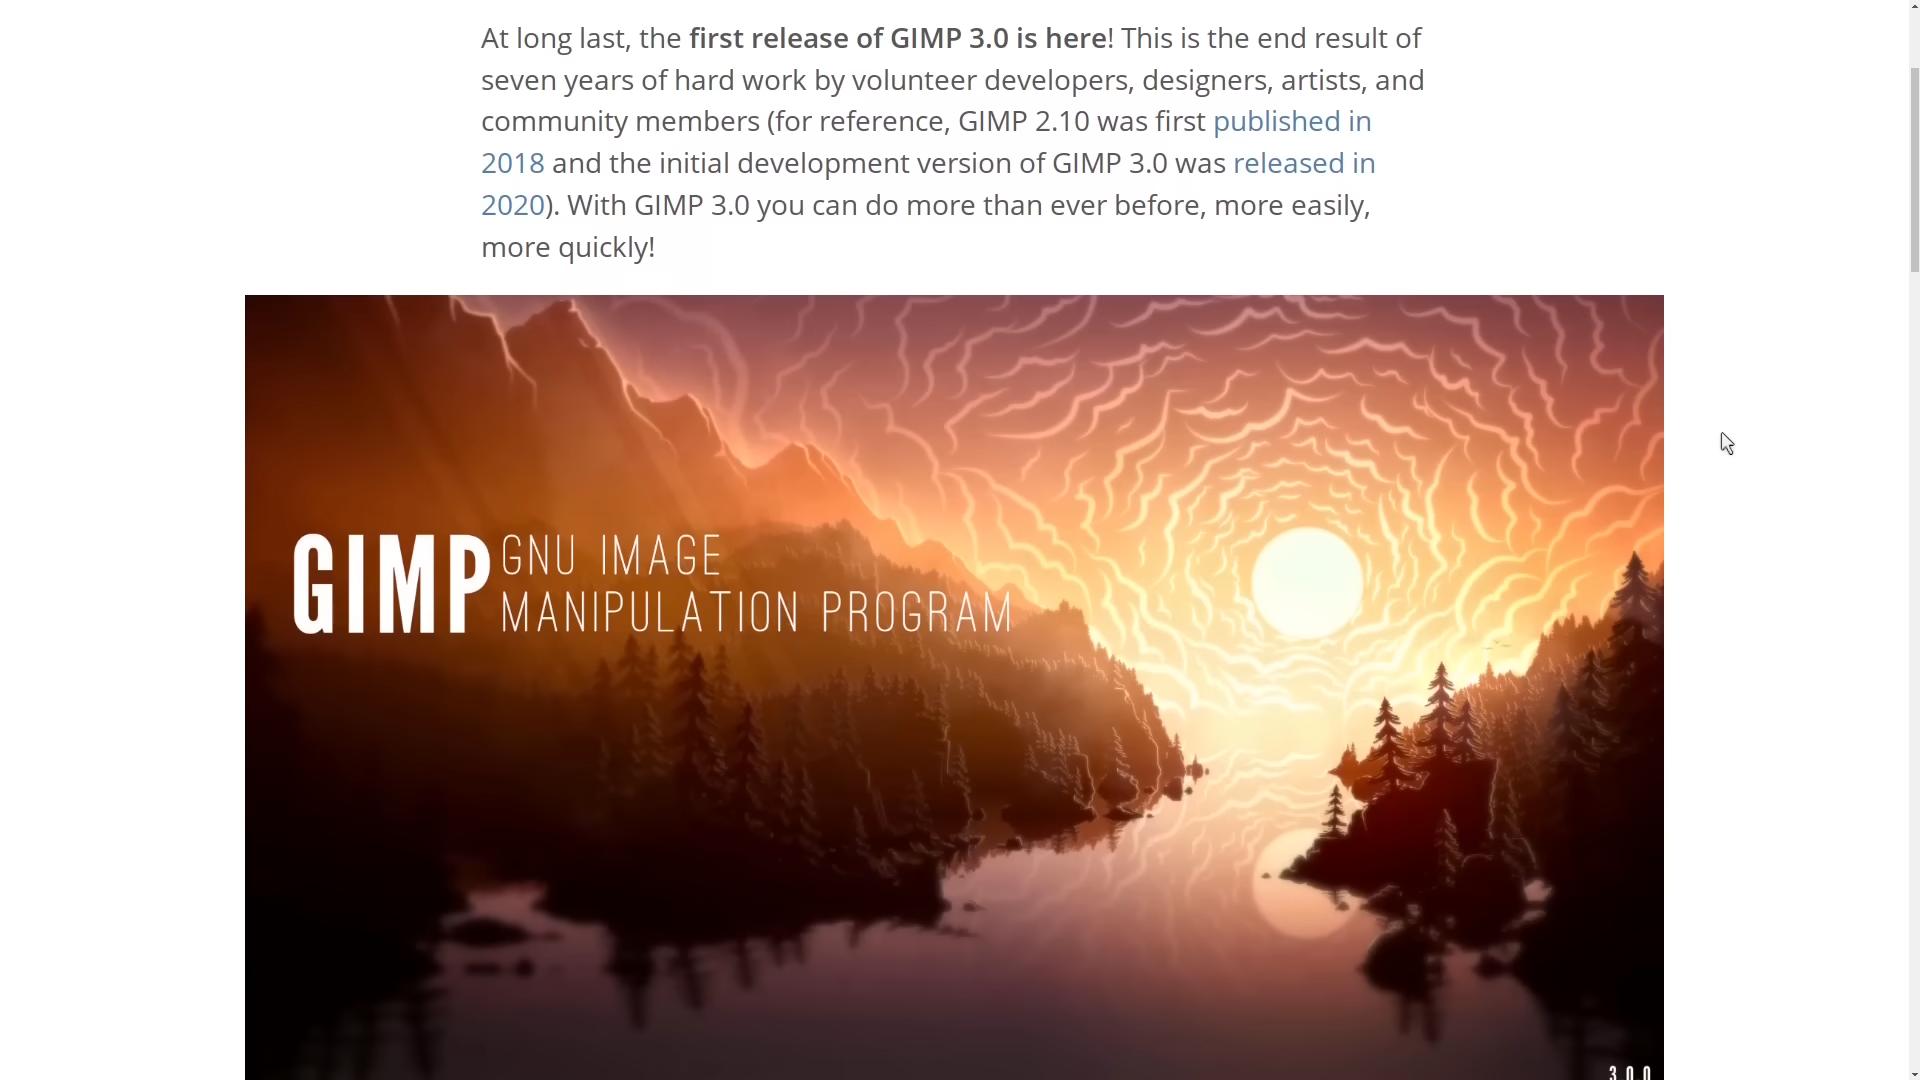 At long last, the first release of GIMP 3.0 is here! This is the end result of
seven years of hard work by volunteer developers, designers, artists, and
community members (for reference, GIMP 2.10 was first published in
2018 and the initial development version of GIMP 3.0 was released in
2020). With GIMP 3.0 you can do more than ever before, more easily,
more quickly!
GIMP GNU IMAGE
MANIPULATION PROGRAM
3.0.0